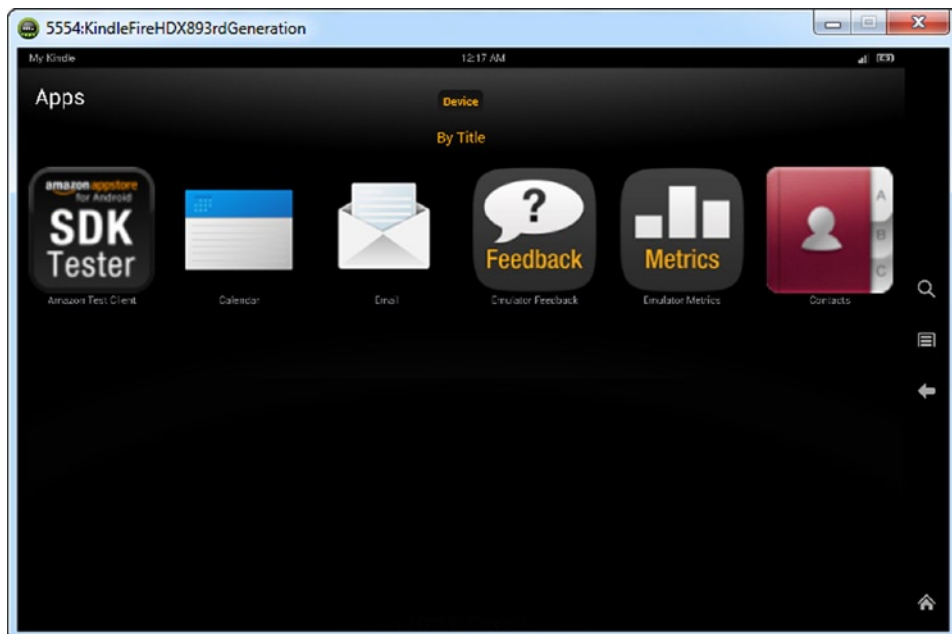 5554:KindleFireHDX893rdGeneration
My Kindle
12:17 AM
Apps
Device
By Title
amazon appstore
for Android
SDK
Tester
?
Feedback
Metrics
A
B
C
Amazon Test Client
Calendar
Email
Emulator Feedback
Emulator Metrics
Contacts